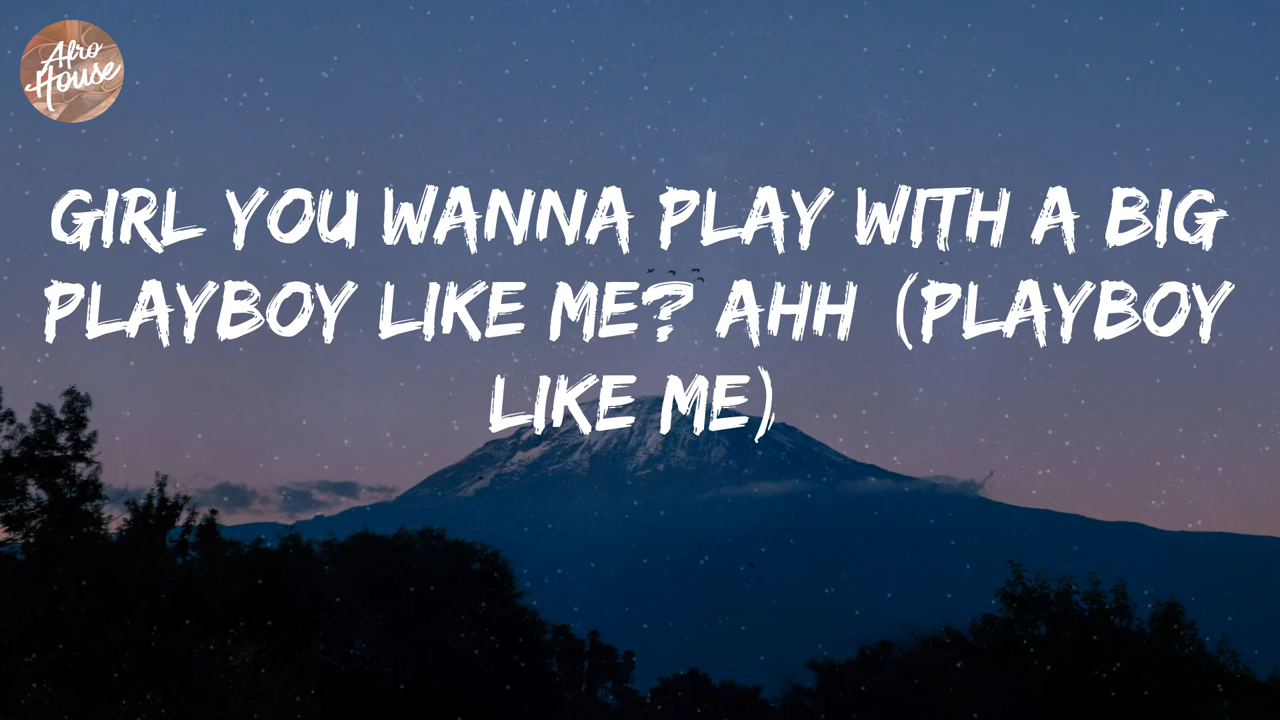 Afro
House
GIRL YOU WANNA PLAY WITH A BIG
PLAYBOY LIKE ME? AHH (PLAYBOY
LIKE ME)